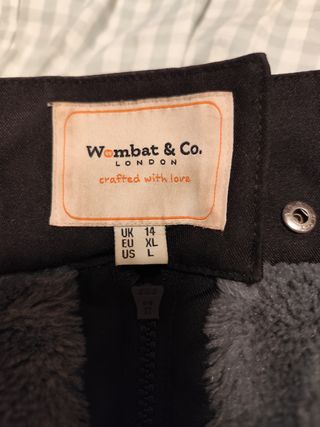 Wombat & Co.
LONDON
crafted with love
UK 14
EU XL
US L